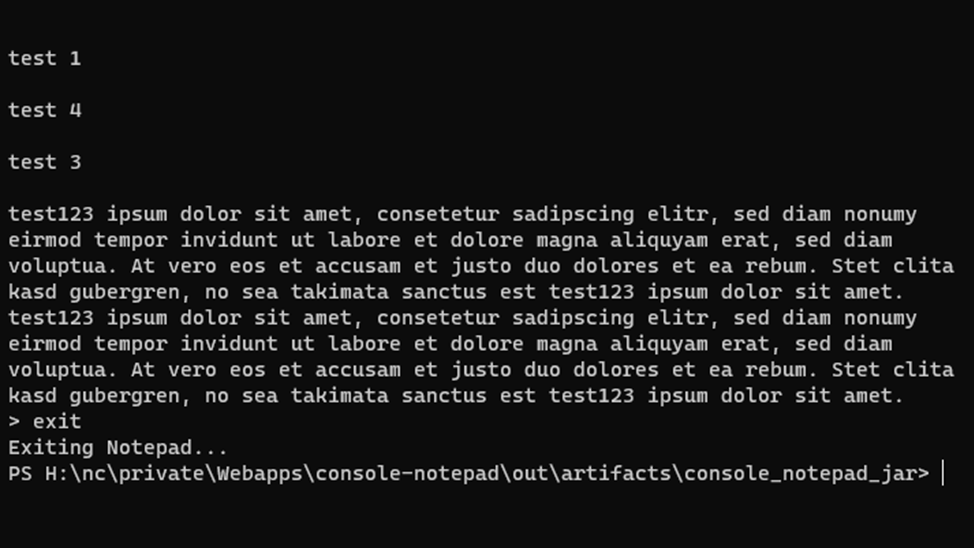 test 1
test 4
test 3
test123 ipsum dolor sit amet, consetetur sadipscing elitr, sed diam nonumy
eirmod tempor invidunt ut labore et dolore magna aliquyam erat, sed diam
voluptua. At vero eos et accusam et justo duo dolores et ea rebum. Stet clita
kasd gubergren, no sea takimata sanctus est test123 ipsum dolor sit amet.
test123 ipsum dolor sit amet, consetetur sadipscing elitr, sed diam nonumy
eirmod tempor invidunt ut labore et dolore magna aliquyam erat, sed diam
voluptua. At vero eos et accusam et justo duo dolores et ea rebum. Stet clita
kasd gubergren, no sea takimata sanctus est test123 ipsum dolor sit amet.
> exit
Exiting Notepad...
PS H:\nc\private\Webapps\console-notepad\out\artifacts\console_notepad_jar>